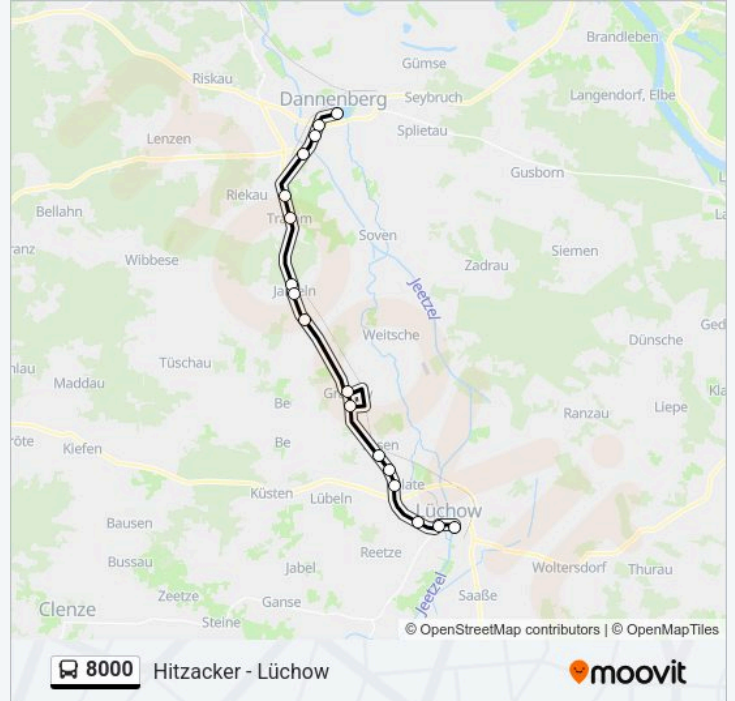 Brandleben
Gümse
Riskau
Dannenberg
Seybruch
Langendorf, Elbe
Splietau
Lenzen
Gusborn
Riekau
Bellahn
Soven
Siemen
Wibbese
Zadrau
Jeetzel
Weitsche
Dünsche
Tüschau
Maddau
Be
Ranzau
Liepe
Be
Kiefen
Küsten
Lübeln
Lüchow
Bausen
Reetze
Bussau
Jabel
Woltersdorf
Thurau
Jeetzel
Zeetze
Ganse
Saaße
Clenze
Steine
© OpenStreetMap contributors | © OpenMapTiles
8000 Hitzacker - Lüchow
moovit